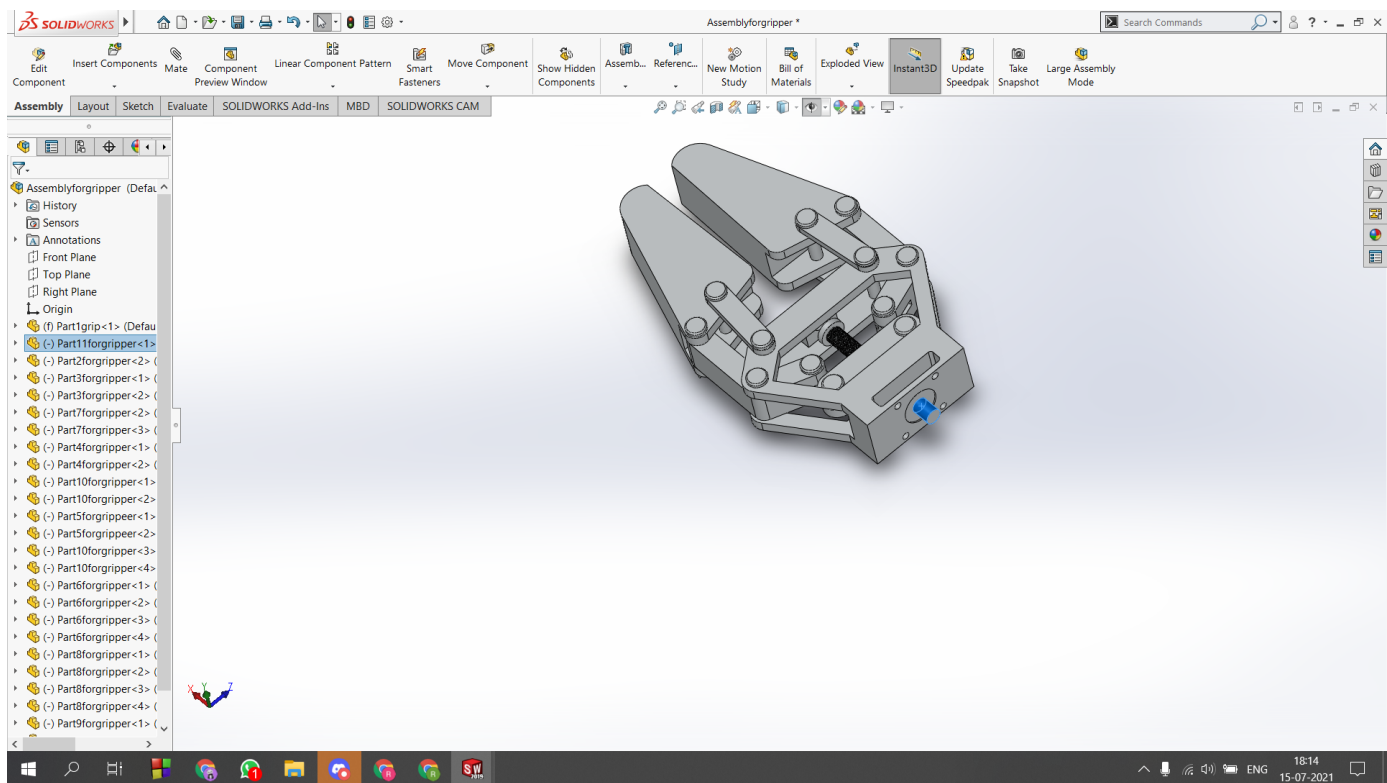 SOLIDWORKS
Assemblyforgripper *
Search Commands
Edit Component
Insert Components
Mate
Component Preview Window
Linear Component Pattern
Smart Fasteners
Move Component
Show Hidden Components
Assemb...
Referenc...
New Motion Study
Bill of Materials
Exploded View
Instant3D
Update Speedpak
Take Snapshot
Large Assembly Mode
Assembly Layout Sketch Evaluate SOLIDWORKS Add-Ins MBD SOLIDWORKS CAM
Assemblyforgripper (Defau
History
Sensors
Annotations
Front Plane
Top Plane
Right Plane
Origin
(f) Part1grip<1> (Defau
(-) Part11forgripper<1>
(-) Part2forgripper<2> (
(-) Part3forgripper<1> (
(-) Part3forgripper<2> (
(-) Part7forgripper<2> (
(-) Part7forgripper<3> (
(-) Part4forgripper<1> (
(-) Part4forgripper<2> (
(-) Part10forgripper<1>
(-) Part10forgripper<2>
(-) Part5forgrippeer<1>
(-) Part5forgrippeer<2>
(-) Part10forgripper<3>
(-) Part10forgripper<4>
(-) Part6forgripper<1> (
(-) Part6forgripper<2> (
(-) Part6forgripper<3> (
(-) Part6forgripper<4> (
(-) Part8forgripper<1> (
(-) Part8forgripper<2> (
(-) Part8forgripper<3> (
(-) Part8forgripper<4> (
(-) Part9forgripper<1> (
X Y Z
SW 2019
ENG
18:14
15-07-2021